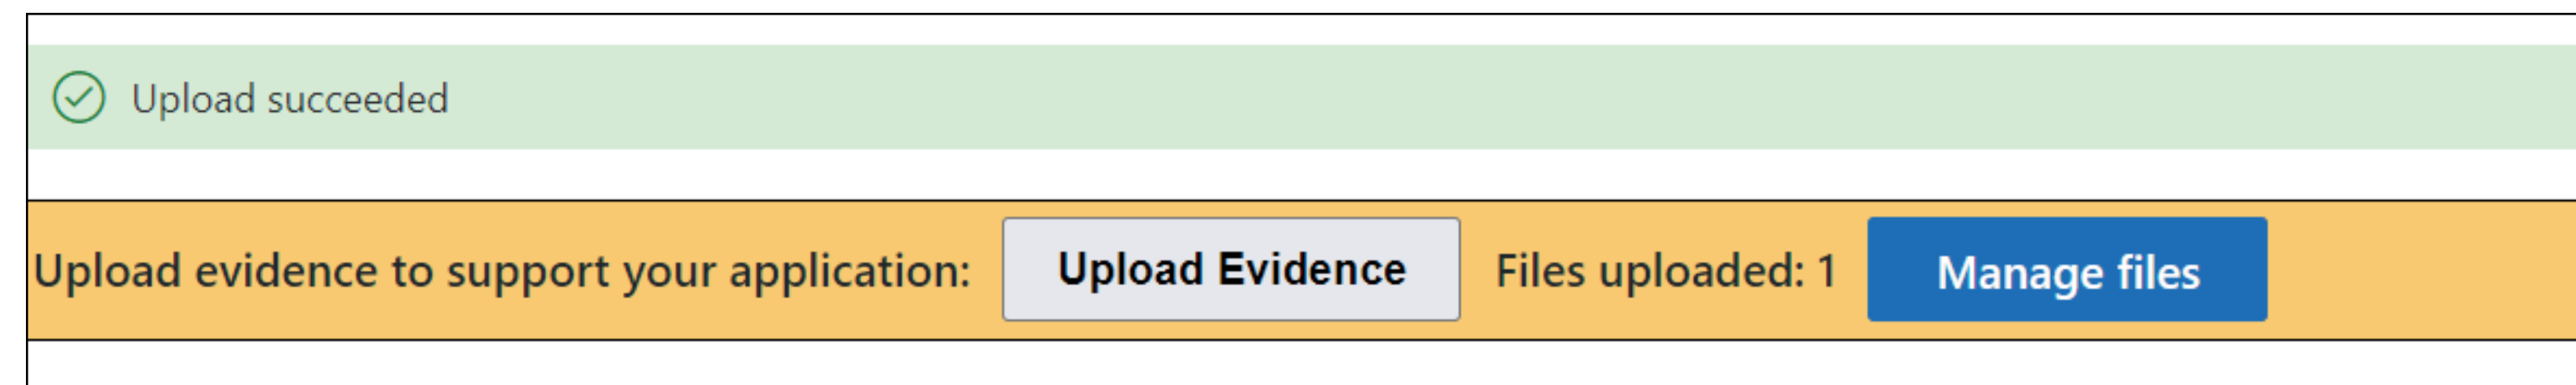 Upload succeeded
Upload evidence to support your application: Upload Evidence Files uploaded: 1 Manage files